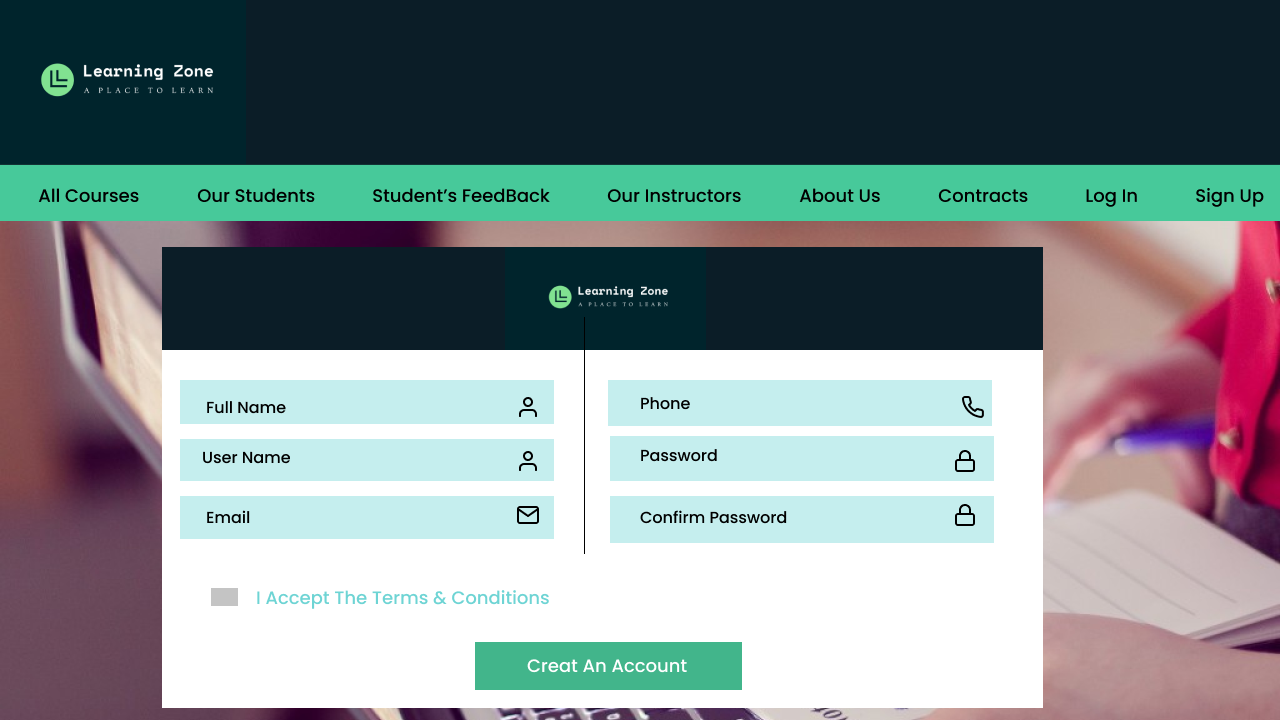 Learning Zone
A PLACE TO LEARN
All Courses Our Students Student’s FeedBack Our Instructors About Us Contracts Log In Sign Up
Learning Zone
A PLACE TO LEARN
Full Name
User Name
Email
Phone
Password
Confirm Password
I Accept The Terms & Conditions
Creat An Account